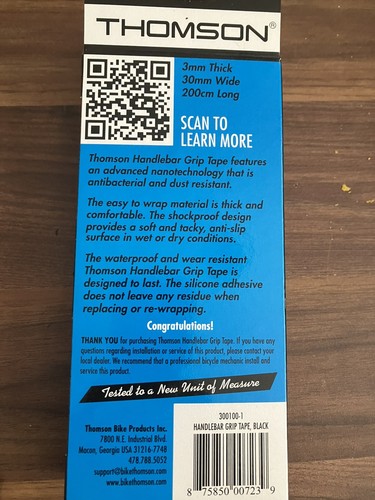 THOMSON®
3mm Thick
30mm Wide
200cm Long
SCAN TO
LEARN MORE
Thomson Handlebar Grip Tape features
an advanced nanotechnology that is
antibacterial and dust resistant.
The easy to wrap material is thick and
comfortable. The shockproof design
provides a soft and tacky, anti-slip
surface in wet or dry conditions.
The waterproof and wear resistant
Thomson Handlebar Grip Tape is
designed to last. The silicone adhesive
does not leave any residue when
replacing or re-wrapping.
Congratulations!
THANK YOU for purchasing Thomson Handlebar Grip Tape. If you have any
questions regarding installation or service of this product, please contact your
local dealer. We recommend that a professional bicycle mechanic install and
service this product.
Tested to a New Unit of Measure
Thomson Bike Products Inc.
7800 N.E. Industrial Blvd.
Macon, Georgia USA 31216-7748
478.788.5052
support@bikethomson.com
www.bikethomson.com
300100-1
HANDLEBAR GRIP TAPE, BLACK
8 75850 00723 9